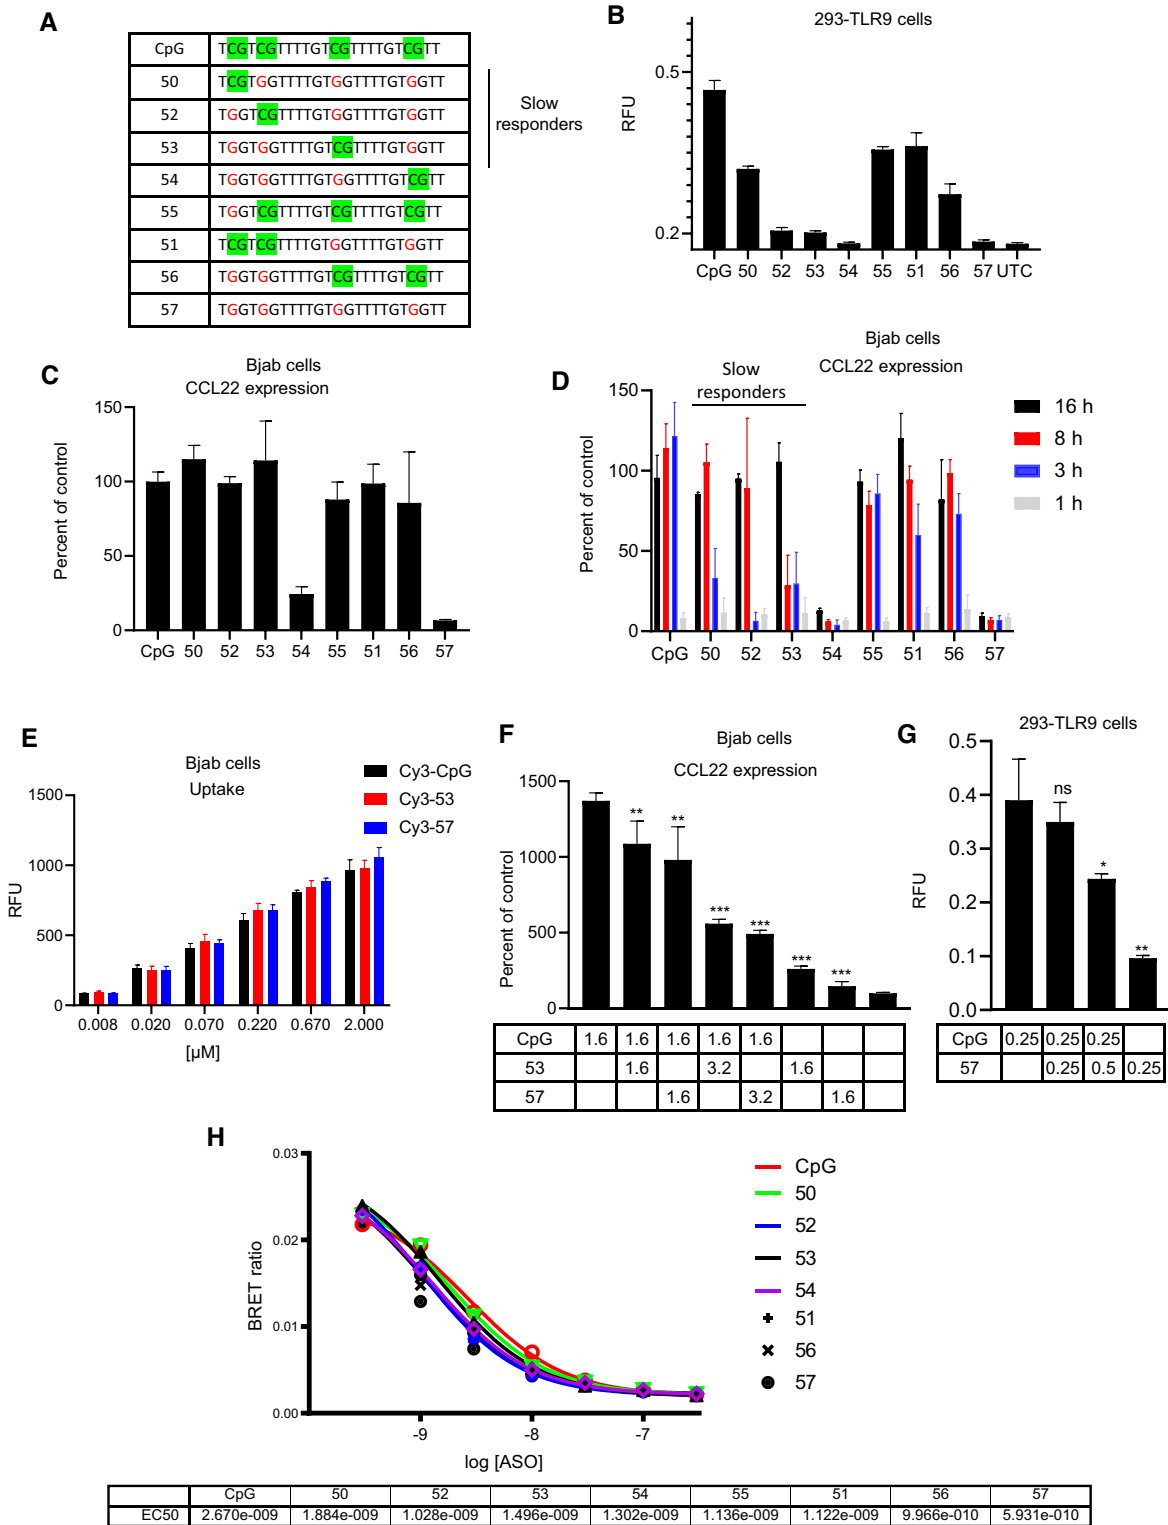 A
CpG TCGTCGTTTTGTCGTTTTGTCGTT
50 TCGTGGTTTTGTGGTTTTGTGGTT
52 TGGTCGTTTTGTGGTTTTGTGGTT
53 TGGTGGTTTTGTCGTTTTGTGGTT
54 TGGTGGTTTTGTGGTTTTGTCGTT
55 TGGTCGTTTTGTCGTTTTGTCGTT
51 TCGTCGTTTTGTGGTTTTGTGGTT
56 TGGTGGTTTTGTCGTTTTGTCGTT
57 TGGTGGTTTTGTGGTTTTGTGGTT
Slow
responders
B
293-TLR9 cells
RFU
0.5
0.2
CpG 50 52 53 54 55 51 56 57 UTC
C
Bjab cells
CCL22 expression
Percent of control
150
100
50
0
CpG 50 52 53 54 55 51 56 57
D
Bjab cells
CCL22 expression
Slow
responders
Percent of control
150
100
50
0
CpG 50 52 53 54 55 51 56 57
16 h
8 h
3 h
1 h
E
Bjab cells
Uptake
RFU
1500
1000
500
0
0.008 0.020 0.070 0.220 0.670 2.000
[µM]
Cy3-CpG
Cy3-53
Cy3-57
F
Bjab cells
CCL22 expression
Percent of control
1500
1000
500
0
** ** *** *** *** ***
CpG 1.6 1.6 1.6 1.6 1.6
53 1.6 3.2 1.6
57 1.6 3.2 1.6
G
293-TLR9 cells
RFU
0.5
0.4
0.3
0.2
0.1
0.0
ns * **
CpG 0.25 0.25 0.25
57 0.25 0.5 0.25
H
BRET ratio
0.03
0.02
0.01
0.00
-9 -8 -7
log [ASO]
CpG
50
52
53
54
51
56
57
CpG 50 52 53 54 55 51 56 57
EC50 2.670e-009 1.884e-009 1.028e-009 1.496e-009 1.302e-009 1.136e-009 1.122e-009 9.966e-010 5.931e-010